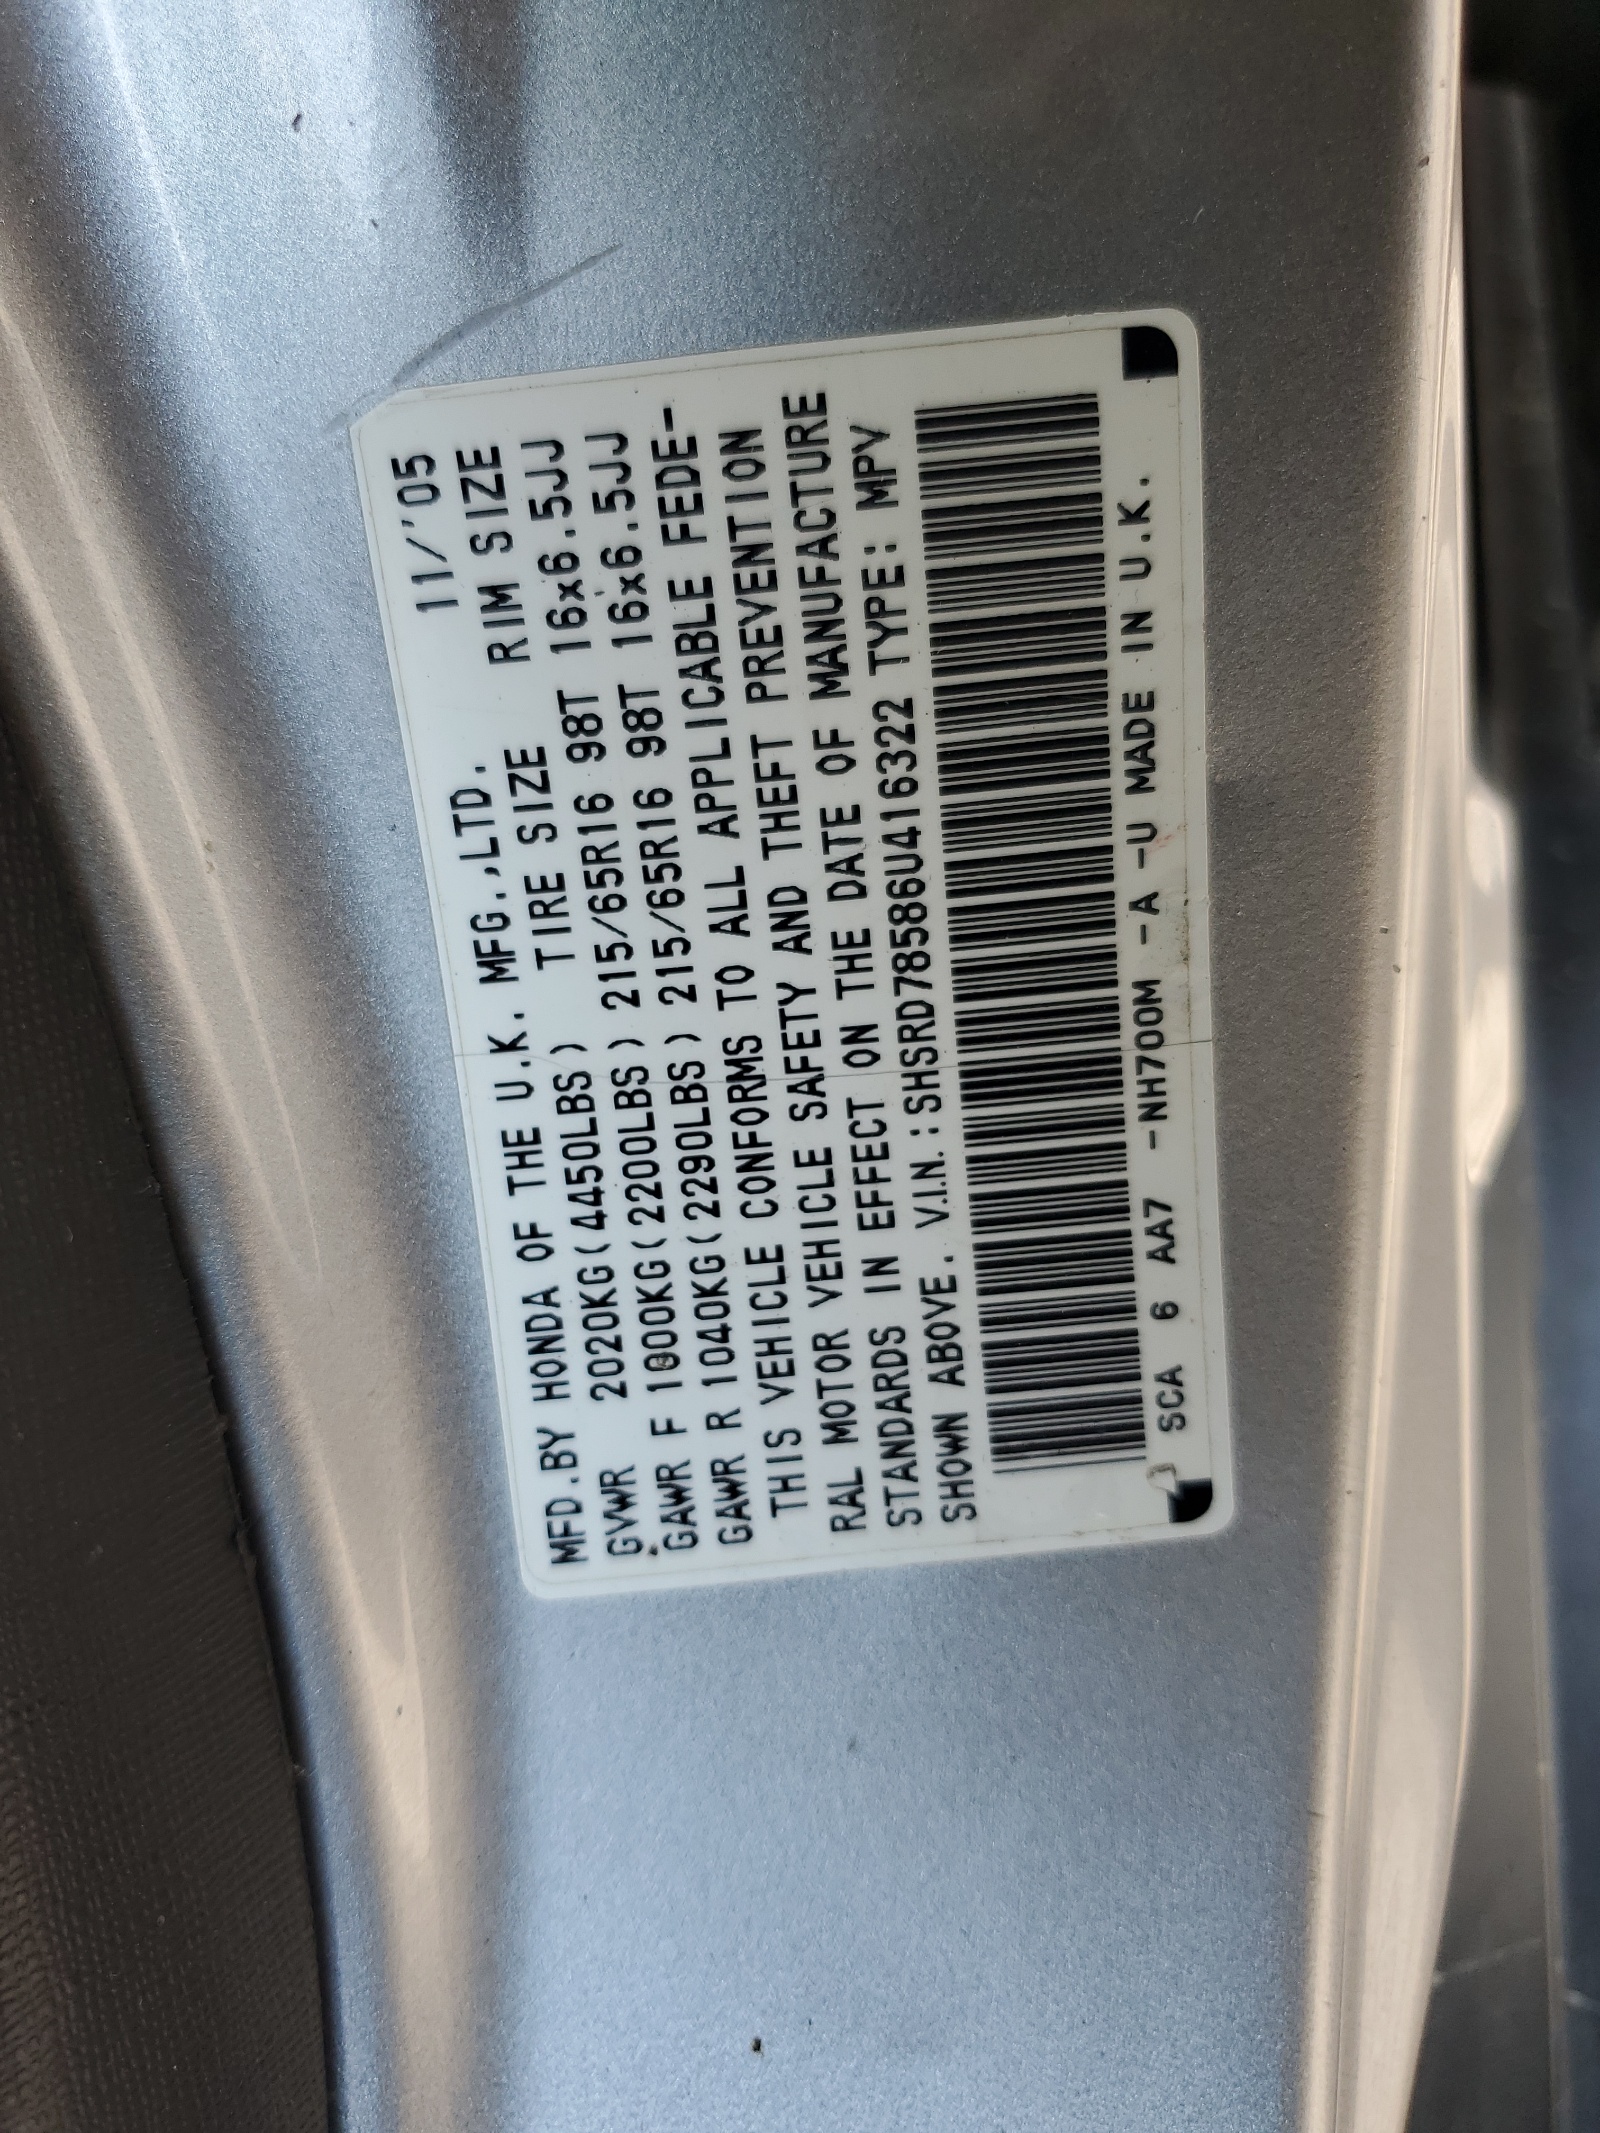 MFD.BY HONDA OF THE U.K. MFG.,LTD. 11/'05
GVWR 2020KG(4450LBS) TIRE SIZE RIM SIZE
GAWR F 1000KG(2200LBS) 215/65R16 98T 16x6.5JJ
GAWR R 1040KG(2290LBS) 215/65R16 98T 16x6.5JJ
THIS VEHICLE CONFORMS TO ALL APPLICABLE FEDE-
RAL MOTOR VEHICLE SAFETY AND THEFT PREVENTION
STANDARDS IN EFFECT ON THE DATE OF MANUFACTURE
SHOWN ABOVE. V.I.N.:SHSRD78586U416322 TYPE: MPV
SCA 6 AA7 -NH700M -A -U MADE IN U.K.